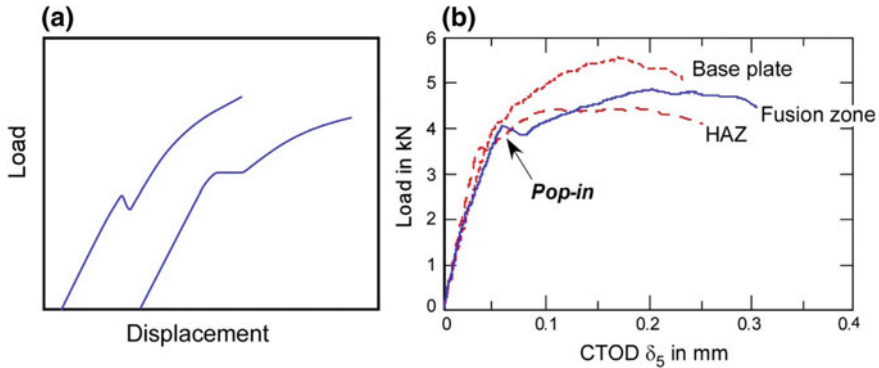 (a)
Load
Displacement
(b)
Load in kN
6
5
4
3
2
1
0
Base plate
Fusion zone
HAZ
Pop-in
0
0.1
0.2
0.3
0.4
CTOD δ5 in mm